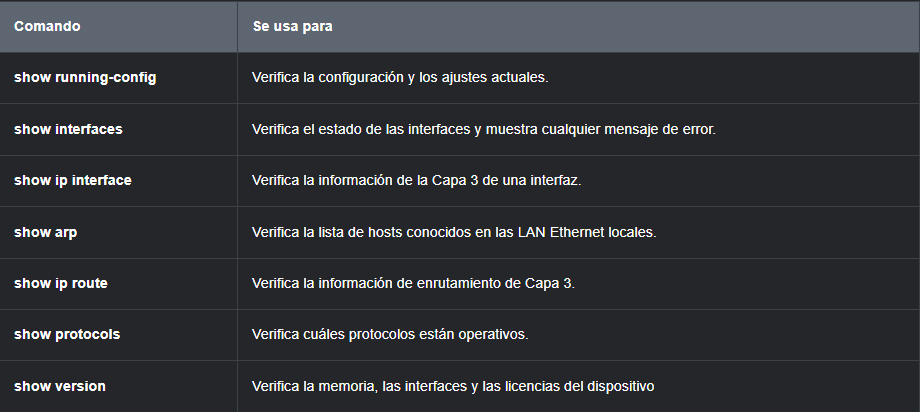 Comando Se usa para
show running-config Verifica la configuración y los ajustes actuales.
show interfaces Verifica el estado de las interfaces y muestra cualquier mensaje de error.
show ip interface Verifica la información de la Capa 3 de una interfaz.
show arp Verifica la lista de hosts conocidos en las LAN Ethernet locales.
show ip route Verifica la información de enrutamiento de Capa 3.
show protocols Verifica cuáles protocolos están operativos.
show version Verifica la memoria, las interfaces y las licencias del dispositivo